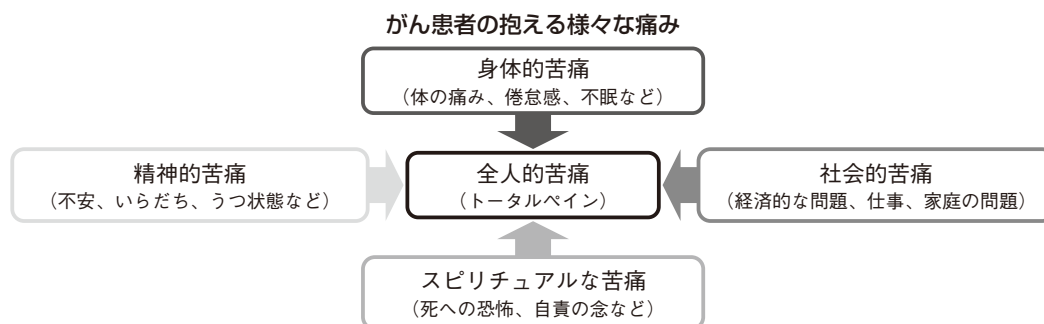 がん患者の抱える様々な痛み
身体的苦痛
（体の痛み、倦怠感、不眠など）
精神的苦痛
（不安、いらだち、うつ状態など）
全人的苦痛
（トータルペイン）
社会的苦痛
（経済的な問題、仕事、家庭の問題）
スピリチュアルな苦痛
（死への恐怖、自責の念など）